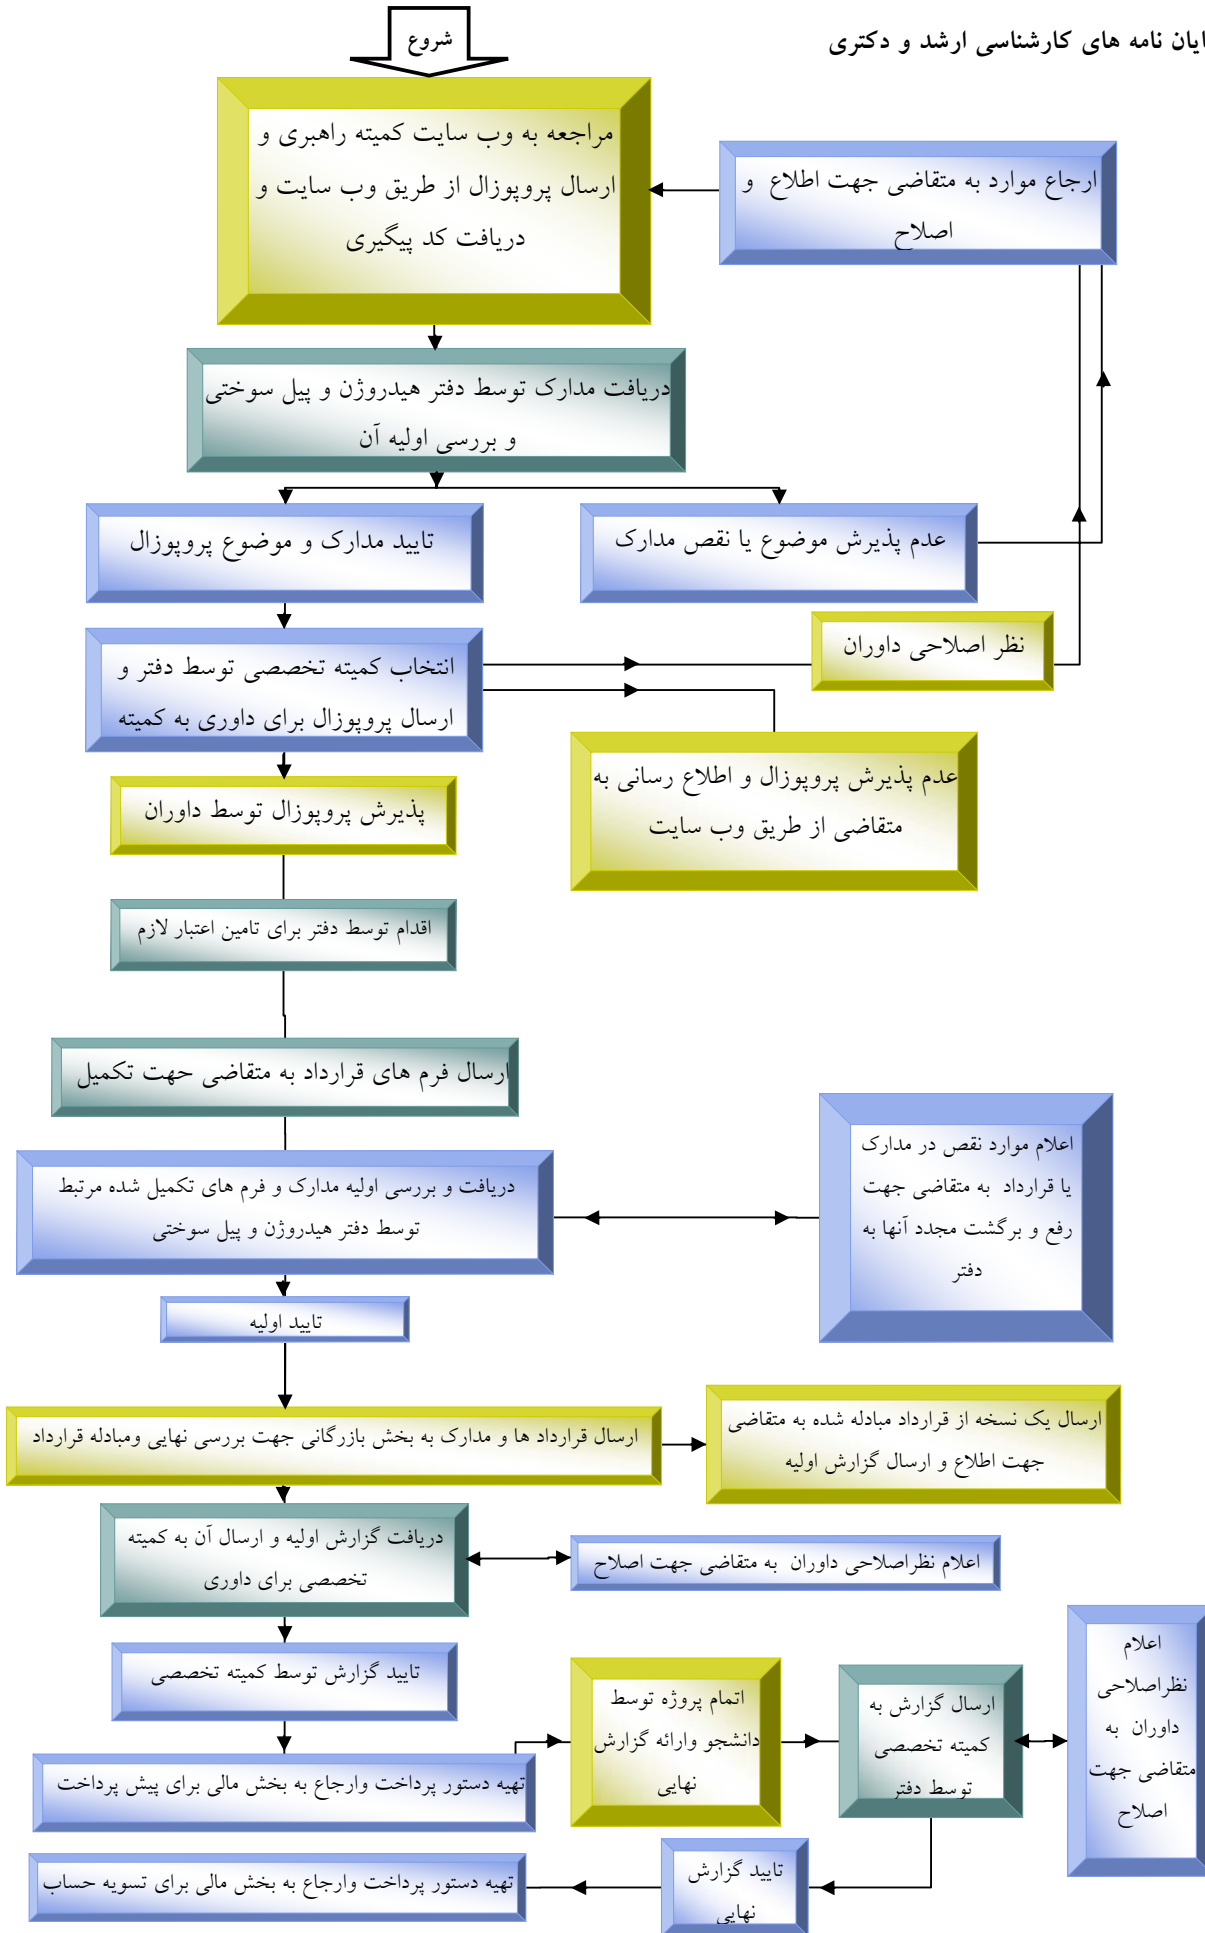 ایان نامه های کارشناسی ارشد و دکتری
شروع
مراجعه به وب سایت کمیته راهبری و
ارسال پروپوزال از طریق وب سایت و
دریافت کد پیگیری
ارجاع موارد به متقاضی جهت اطلاع و
اصلاح
دریافت مدارک توسط دفتر هیدروژن و پیل سوختی
و بررسی اولیه آن
تایید مدارک و موضوع پروپوزال
عدم پذیرش موضوع یا نقص مدارک
انتخاب کمیته تخصصی توسط دفتر و
ارسال پروپوزال برای داوری به کمیته
نظر اصلاحی داوران
عدم پذیرش پروپوزال و اطلاع رسانی به
متقاضی از طریق وب سایت
پذیرش پروپوزال توسط داوران
اقدام توسط دفتر برای تامین اعتبار لازم
ارسال فرم های قرارداد به متقاضی حهت تکمیل
دریافت و بررسی اولیه مدارک و فرم های تکمیل شده مرتبط
توسط دفتر هیدروژن و پیل سوختی
اعلام موارد نقص در مدارک
یا قرارداد به متقاضی جهت
رفع و برگشت مجدد آنها به
دفتر
تایید اولیه
ارسال قرارداد ها و مدارک به بخش بازرگانی جهت بررسی نهایی ومبادله قرارداد
ارسال یک نسخه از قرارداد مبادله شده به متقاضی
جهت اطلاع و ارسال گزارش اولیه
دریافت گزارش اولیه و ارسال آن به کمیته
تخصصی برای داوری
اعلام نظراصلاحی داوران به متقاضی جهت اصلاح
تایید گزارش توسط کمیته تخصصی
تهیه دستور پرداخت وارجاع به بخش مالی برای پیش پرداخت
اتمام پروژه توسط
دانشجو وارائه گزارش
نهایی
ارسال گزارش به
کمیته تخصصی
توسط دفتر
اعلام
نظراصلاحی
داوران به
متقاضی جهت
اصلاح
تایید گزارش
نهایی
تهیه دستور پرداخت وارجاع به بخش مالی برای تسویه حساب